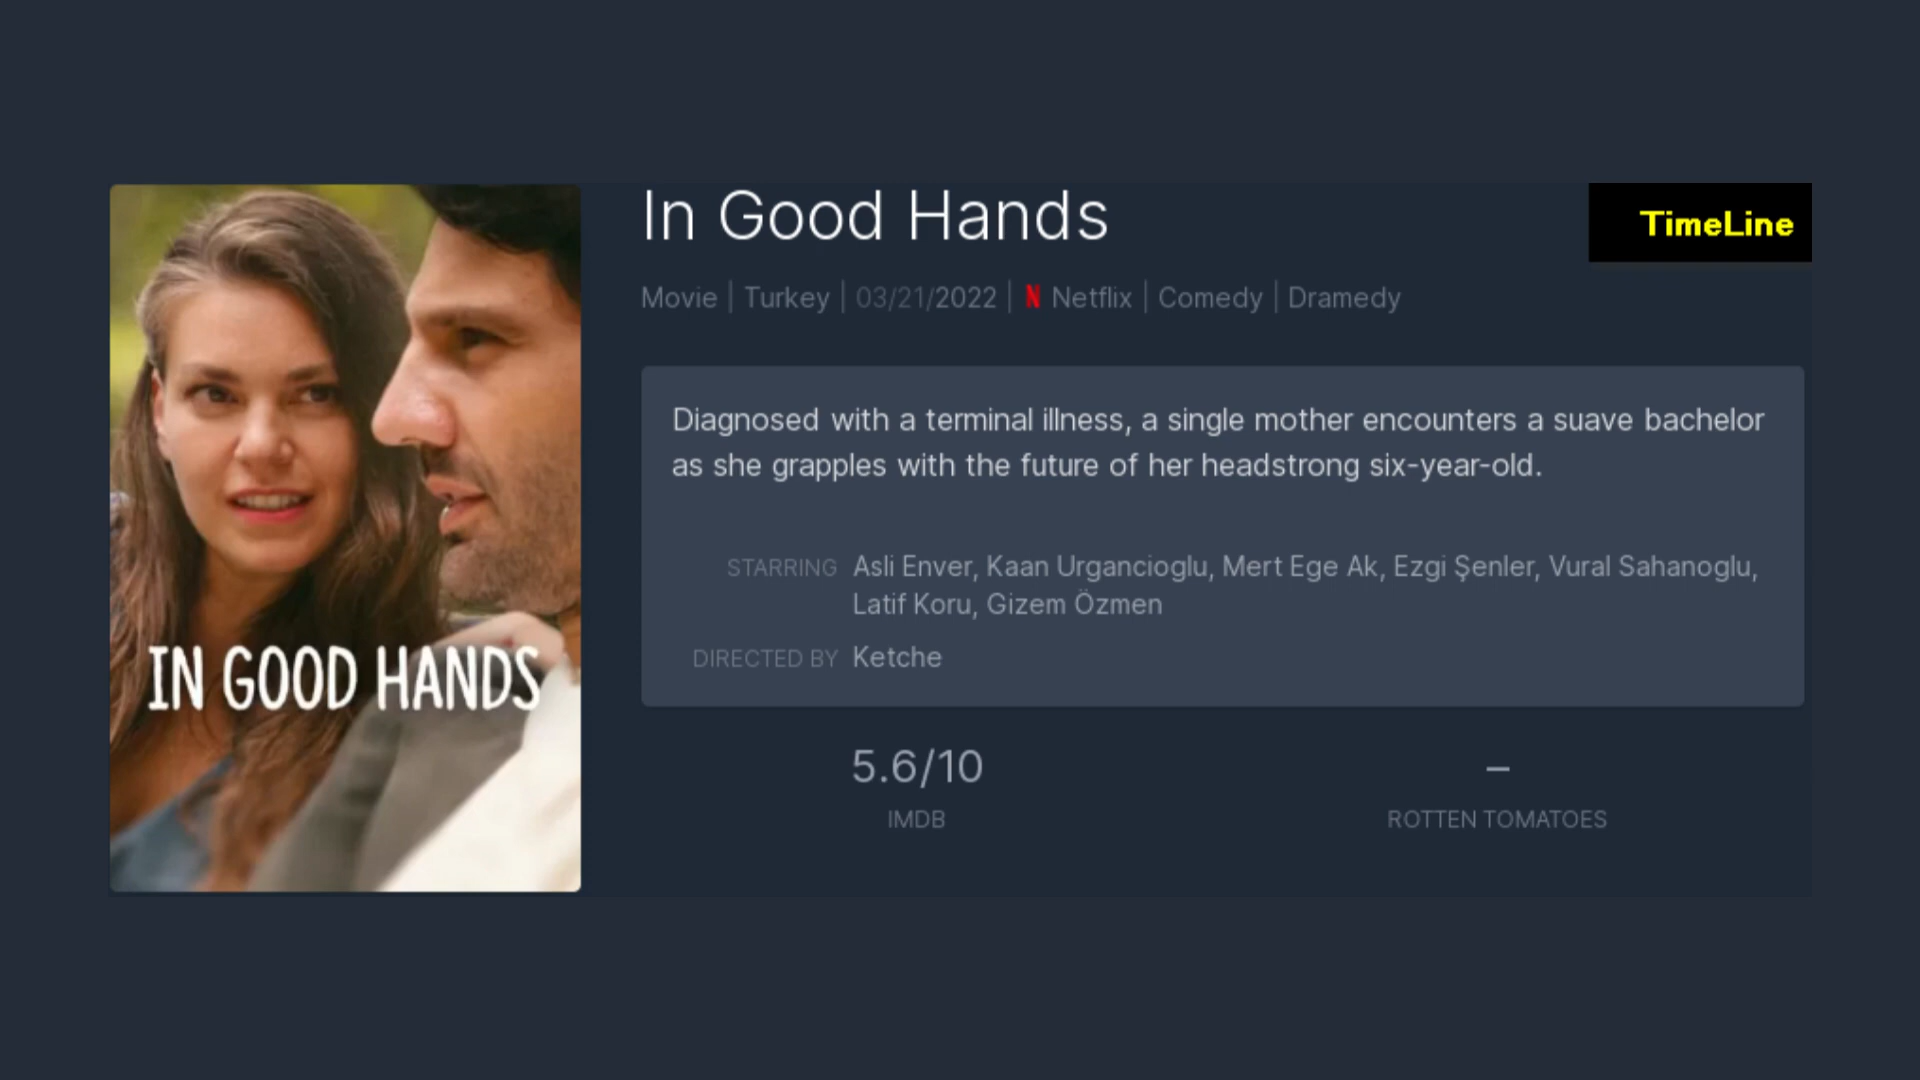 In Good Hands
TimeLine
Movie | Turkey | 03/21/2022 | N Netflix | Comedy | Dramedy
Diagnosed with a terminal illness, a single mother encounters a suave bachelor
as she grapples with the future of her headstrong six-year-old.
STARRING Asli Enver, Kaan Urgancioglu, Mert Ege Ak, Ezgi Şenler, Vural Sahanoglu,
Latif Koru, Gizem Özmen
DIRECTED BY Ketche
IN GOOD HANDS
5.6/10 –
IMDB ROTTEN TOMATOES